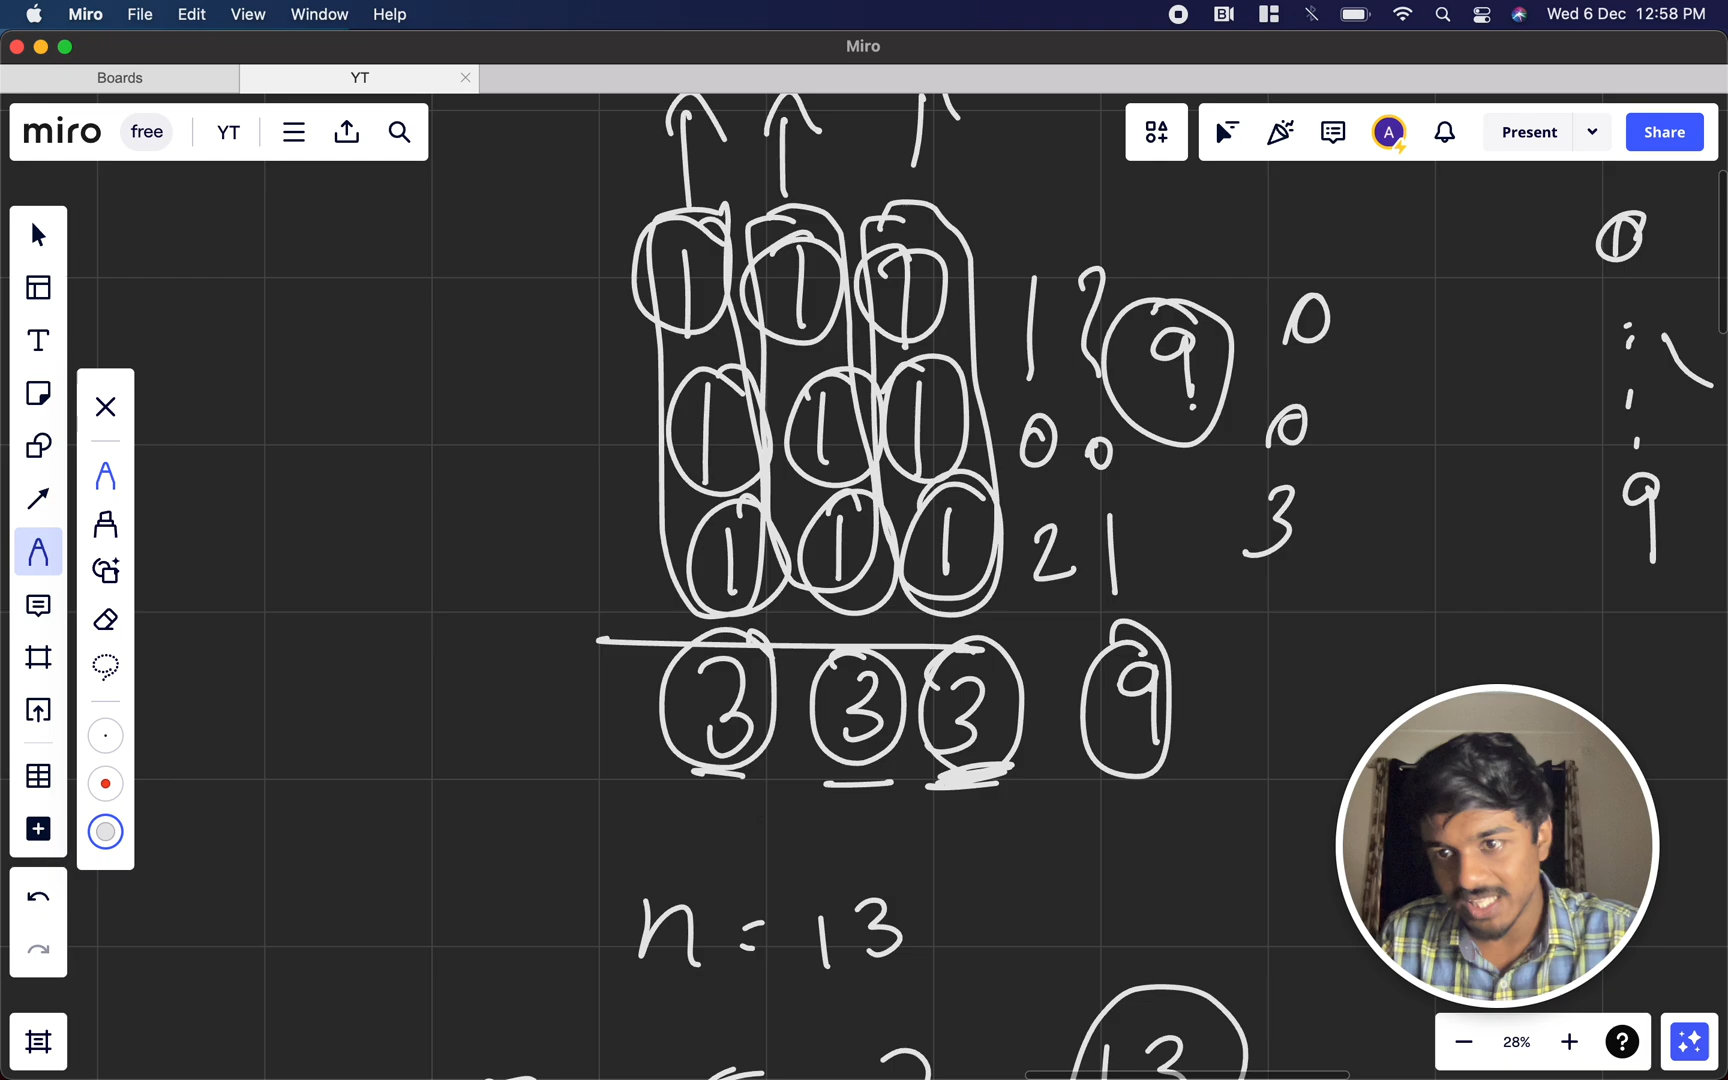 Miro File Edit View Window Help Wed 6 Dec 12:58 PM
Miro
Boards YT
miro free YT Present Share
A
1 1 1 1 2 9 0
1 1 1 0 0 0
1 1 1 2 1 3
9
3 3 3 9
n = 13
13
28%